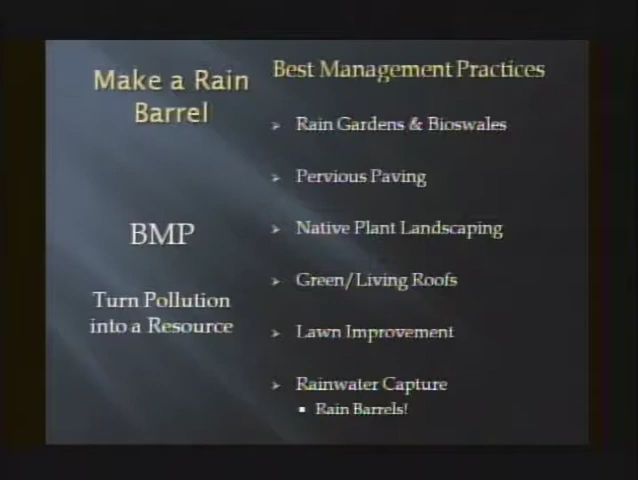 Make a Rain
Barrel
BMP
Turn Pollution
into a Resource
Best Management Practices
➢ Rain Gardens & Bioswales
➢ Pervious Paving
➢ Native Plant Landscaping
➢ Green/Living Roofs
➢ Lawn Improvement
➢ Rainwater Capture
▪ Rain Barrels!